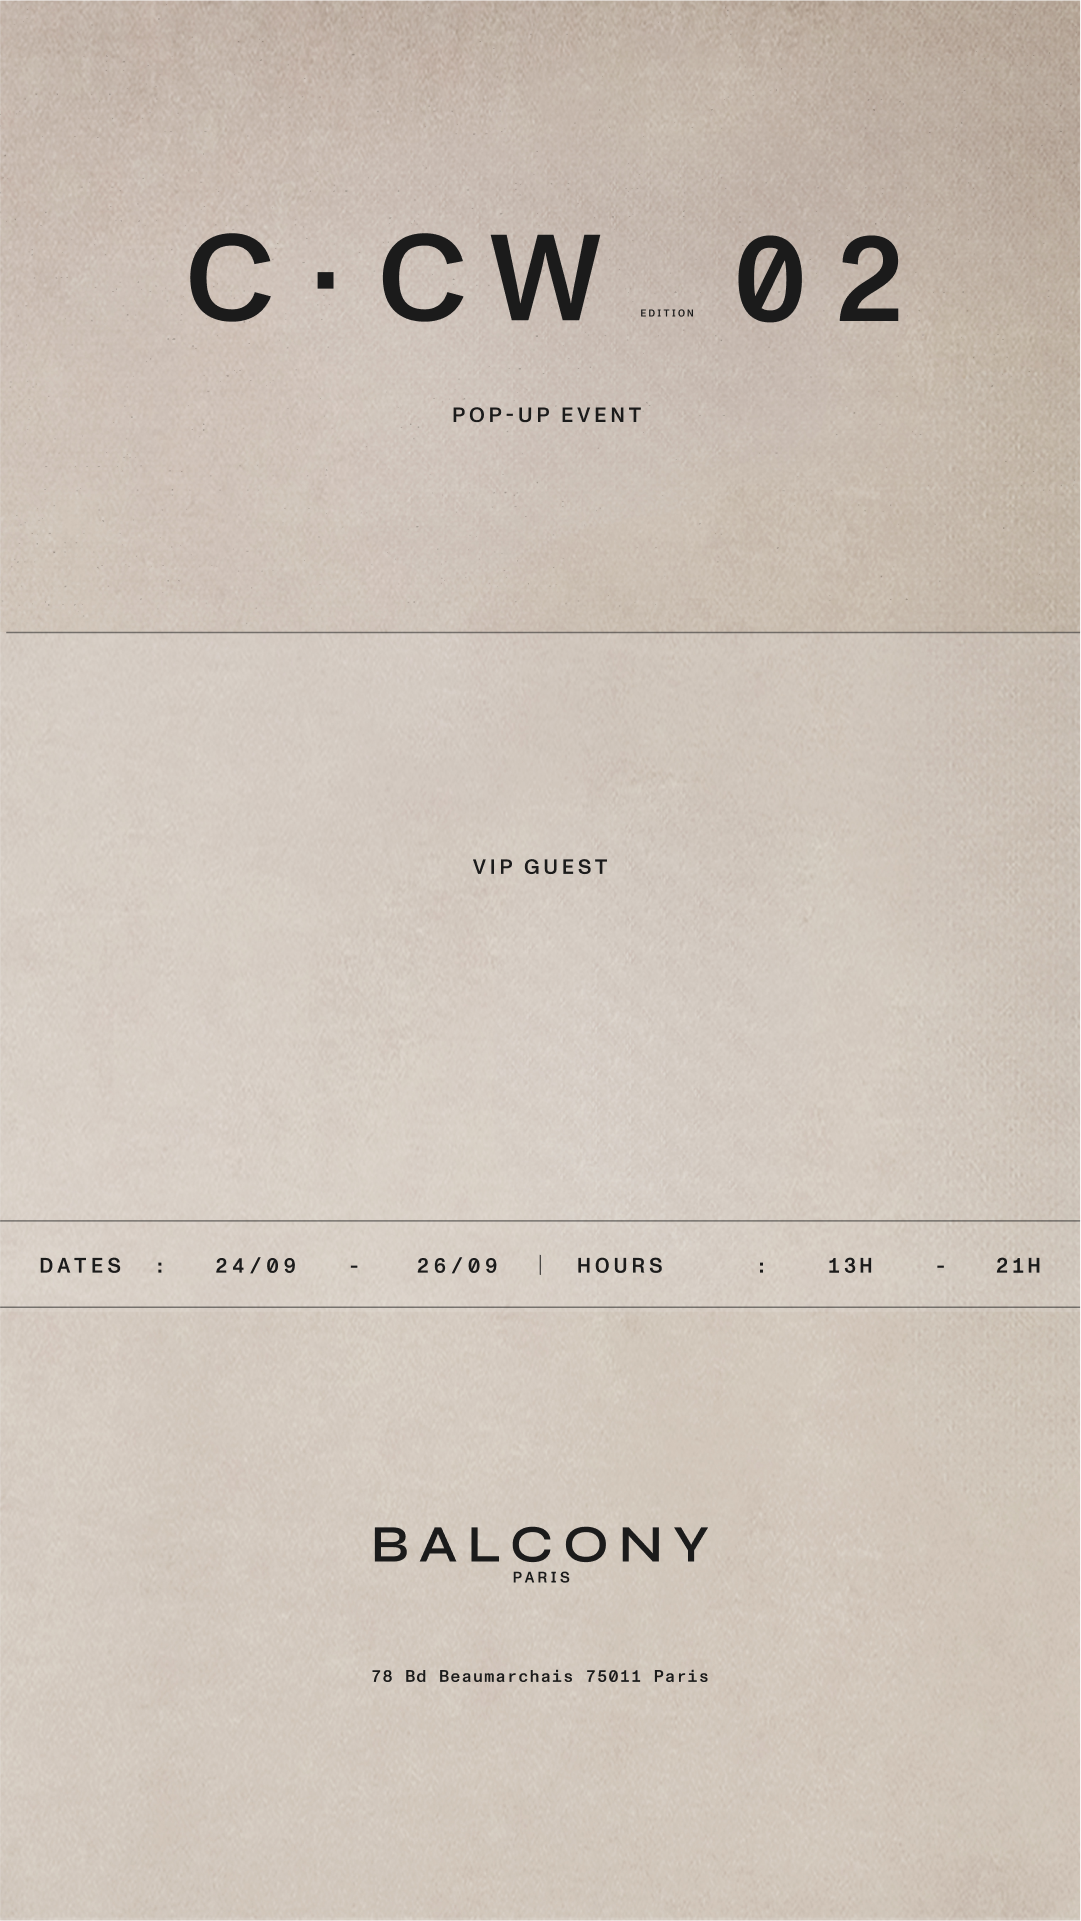 C·CW EDITION 02
POP-UP EVENT
VIP GUEST
DATES : 24/09 - 26/09 | HOURS : 13H - 21H
BALCONY
PARIS
78 Bd Beaumarchais 75011 Paris